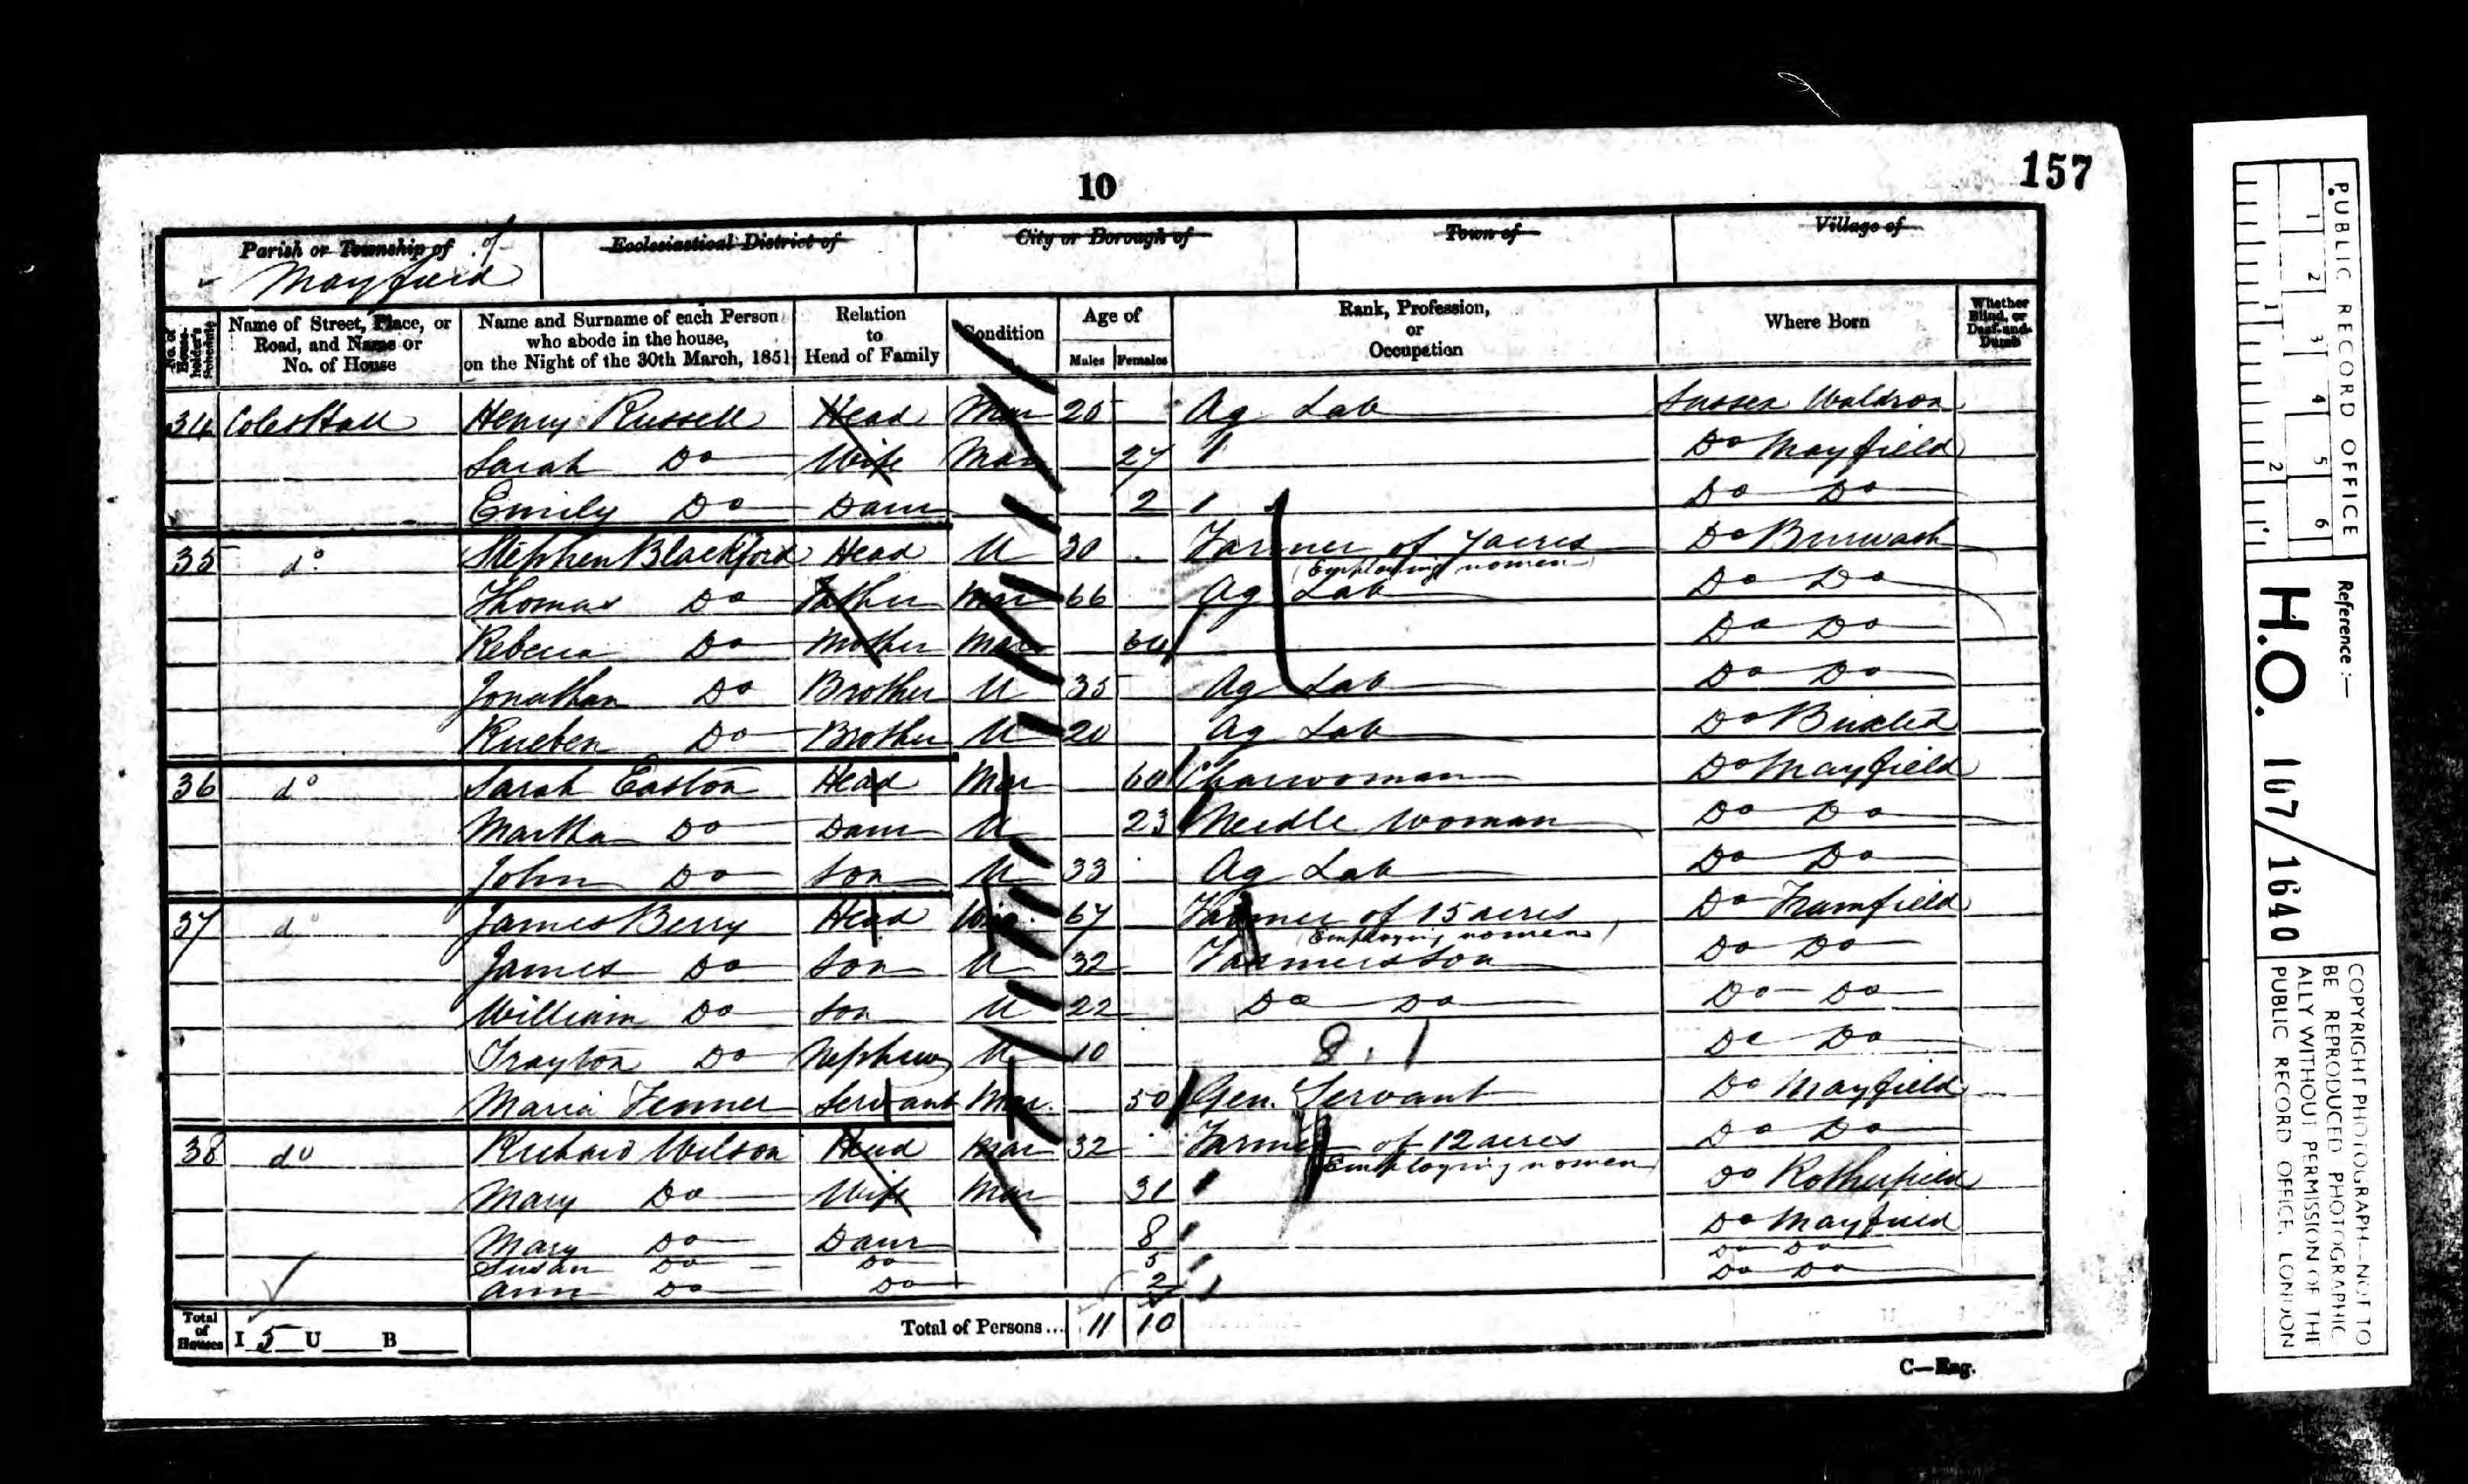 157
10
Parish or Township of of
Mayfield
Ecclesiastical District of
City or Borough of
Town of
Village of
No. of House-holder's Schedule
Name of Street, Place, or Road, and Name or No. of House
Name and Surname of each Person who abode in the house, on the Night of the 30th March, 1851
Relation to Head of Family
Condition
Age of
Males Females
Rank, Profession, or Occupation
Where Born
Whether Blind, or Deaf-and-Dumb
34 Coles Hall Henry Russell Head Mar 25 Ag Lab Sussex Waldron
Sarah Do Wife Mar 27 Do Mayfield
Emily Do Daur 2 Do Do
35 do Stephen Blackford Head U 30 Farmer of 7 acres Do Burwash
(Employing nomen)
Thomas Do Father Mar 66 Ag Lab Do Do
Rebecca Do Mother Mar 64 Do Do
Jonathan Do Brother U 35 Ag Lab Do Do
Rueben Do Brother U 20 Ag Lab Do Buxted
36 do Sarah Easton Head Mar 60 Charwoman Do Mayfield
Martha Do Daur U 23 Needle woman Do Do
John Do Son U 33 Ag Lab Do Do
37 do James Berry Head Wid. 67 Farmer of 15 acres Do Framfield
(Employing nomen)
James Do Son U 32 Farmers Son Do Do
William Do Son U 22 Do Do Do Do
Trayton Do Nephew U 10 Do Do
8.1
Maria Fenner Servant Mar. 50 Gen. Servant Do Mayfield
38 do Richard Wilson Head Mar 32 Farmer of 12 acres Do Do
Employing nomen
Mary Do Wife Mar 31 Do Rotherfield
Mary Do Daur 8 Do Mayfield
Susan Do Do 5 Do Do
Ann Do Do 2 Do Do
Total of Houses I 5 U B Total of Persons... 11 10
C—Eng.
PUBLIC RECORD OFFICE
1 2 3 4 5 6
1 2
Reference :—
H.O. 107/1640
COPYRIGHT PHOTOGRAPH—NOT TO BE REPRODUCED PHOTOGRAPHICALLY WITHOUT PERMISSION OF THE PUBLIC RECORD OFFICE, LONDON